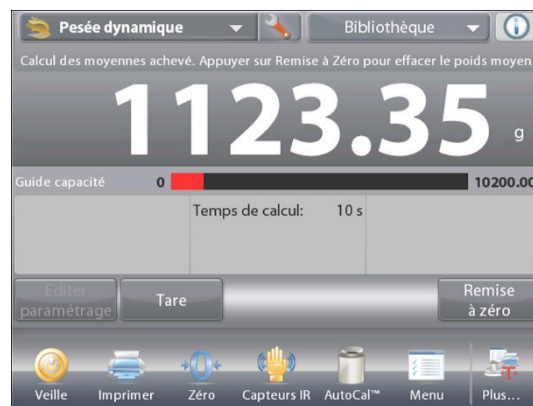 Pesée dynamique Bibliothèque
Calcul des moyennes achevé. Appuyer sur Remise à Zéro pour effacer le poids moyen.
1123.35 g
Guide capacité 0 10200.00
Temps de calcul: 10 s
Editer paramétrage
Tare
Remise à zéro
Veille Imprimer Zéro Capteurs IR AutoCal™ Menu Plus...